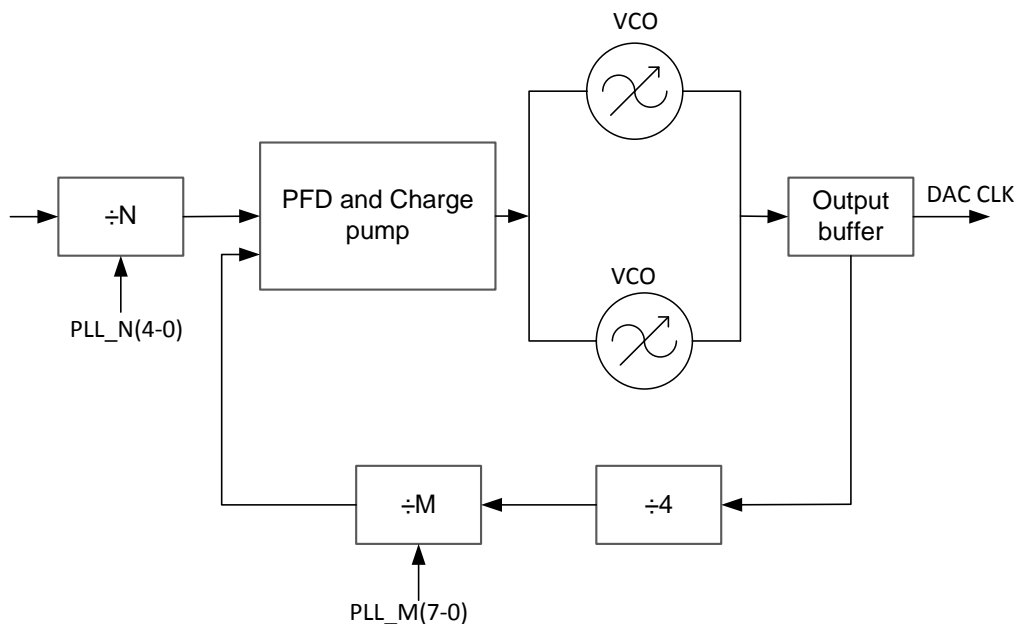 VCO
÷N
PFD and Charge
pump
Output
buffer
DAC CLK
VCO
PLL_N(4-0)
÷M
÷4
PLL_M(7-0)